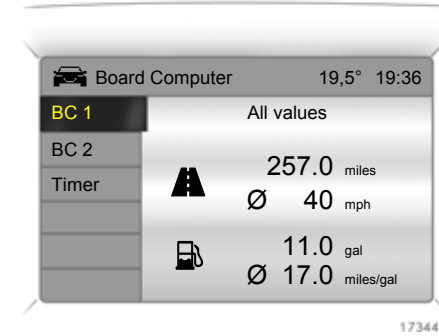 Board Computer 19,5° 19:36
BC 1
All values
BC 2
Timer
257.0 miles
Ø 40 mph
11.0 gal
Ø 17.0 miles/gal
17344